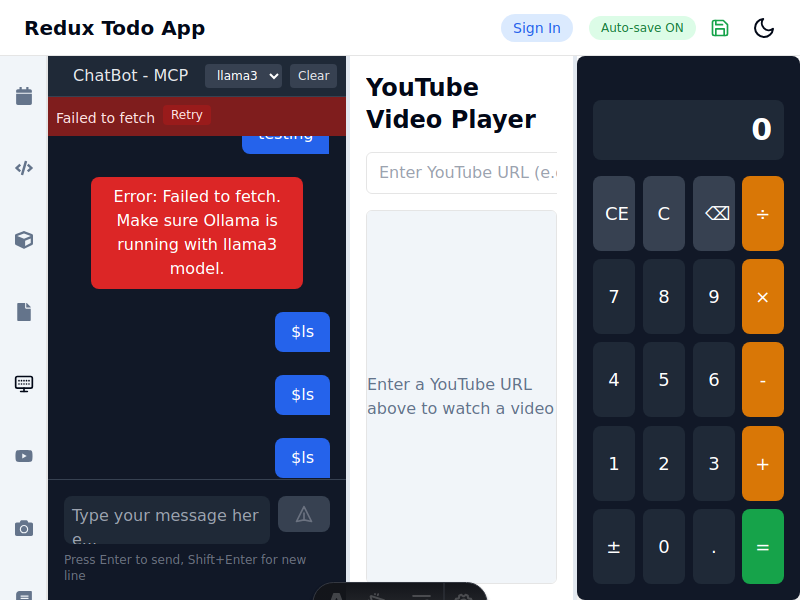 Redux Todo App
Sign In
Auto-save ON
ChatBot - MCP
llama3
Clear
Failed to fetch
Retry
testing
Error: Failed to fetch.
Make sure Ollama is
running with llama3
model.
$ls
$ls
$ls
Type your message her
e...
Press Enter to send, Shift+Enter for new
line
YouTube
Video Player
Enter YouTube URL (e.
Enter a YouTube URL
above to watch a video
0
CE C ⌫ ÷
7 8 9 ×
4 5 6 -
1 2 3 +
± 0 . =